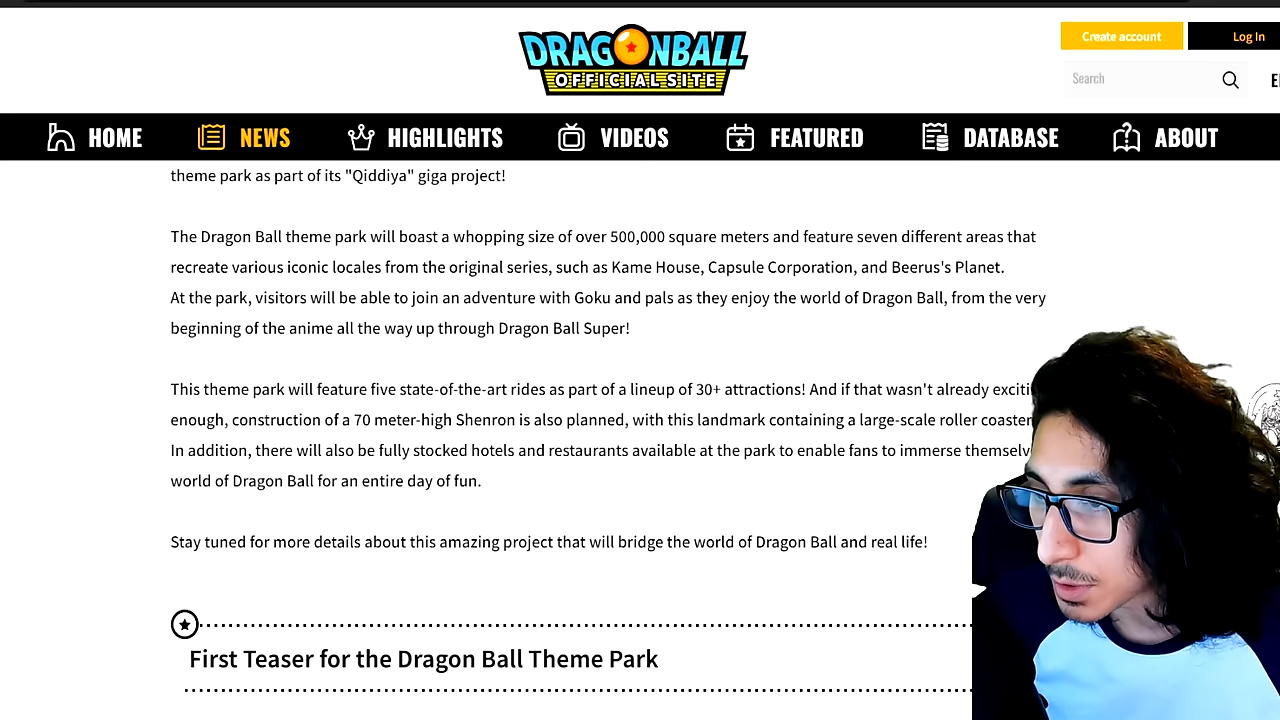 DRAGONBALL
OFFICIAL SITE
Create account
Log In
Search
HOME
NEWS
HIGHLIGHTS
VIDEOS
FEATURED
DATABASE
ABOUT
theme park as part of its "Qiddiya" giga project!
The Dragon Ball theme park will boast a whopping size of over 500,000 square meters and feature seven different areas that
recreate various iconic locales from the original series, such as Kame House, Capsule Corporation, and Beerus's Planet.
At the park, visitors will be able to join an adventure with Goku and pals as they enjoy the world of Dragon Ball, from the very
beginning of the anime all the way up through Dragon Ball Super!
This theme park will feature five state-of-the-art rides as part of a lineup of 30+ attractions! And if that wasn't already
enough, construction of a 70 meter-high Shenron is also planned, with this landmark containing a large-scale roller coaster
In addition, there will also be fully stocked hotels and restaurants available at the park to enable fans to immerse
world of Dragon Ball for an entire day of fun.
Stay tuned for more details about this amazing project that will bridge the world of Dragon Ball and real life!
First Teaser for the Dragon Ball Theme Park